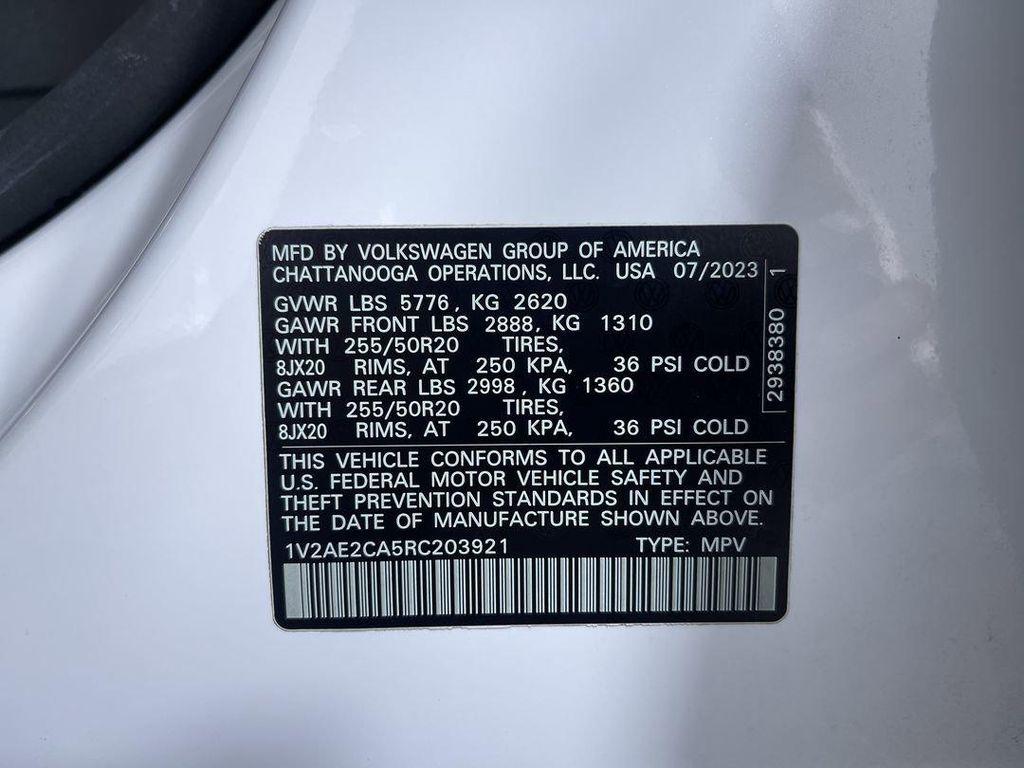 MFD BY VOLKSWAGEN GROUP OF AMERICA
CHATTANOOGA OPERATIONS, LLC. USA 07/2023
GVWR LBS 5776, KG 2620
GAWR FRONT LBS 2888, KG 1310
WITH 255/50R20 TIRES,
8JX20 RIMS, AT 250 KPA, 36 PSI COLD
GAWR REAR LBS 2998, KG 1360
WITH 255/50R20 TIRES,
8JX20 RIMS, AT 250 KPA, 36 PSI COLD
2938380 1
THIS VEHICLE CONFORMS TO ALL APPLICABLE
U.S. FEDERAL MOTOR VEHICLE SAFETY AND
THEFT PREVENTION STANDARDS IN EFFECT ON
THE DATE OF MANUFACTURE SHOWN ABOVE.
1V2AE2CA5RC203921 TYPE: MPV